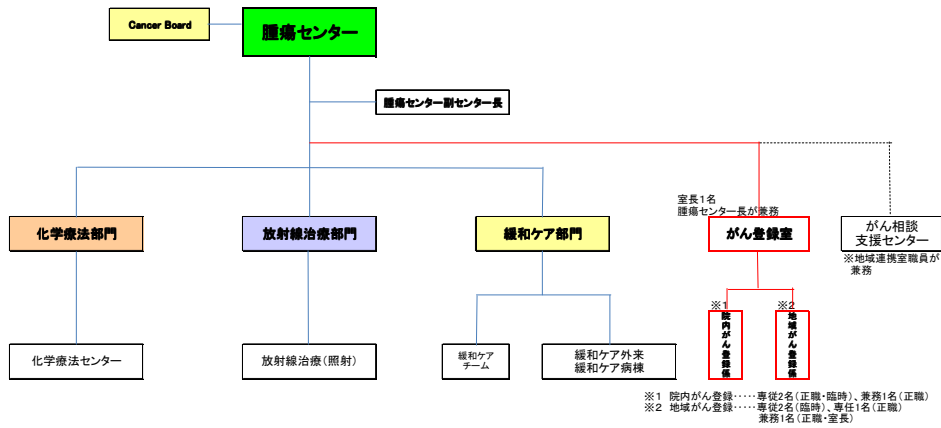 Cancer Board
腫瘍センター
腫瘍センター副センター長
室長1名
腫瘍センター長が兼務
化学療法部門
放射線治療部門
緩和ケア部門
がん登録室
がん相談
支援センター
※地域連携室職員が
兼務
※1
院内がん登録係
※2
地域がん登録係
化学療法センター
放射線治療(照射)
緩和ケア
チーム
緩和ケア外来
緩和ケア病棟
※1 院内がん登録・・・・・専従2名(正職・臨時)、兼務1名(正職)
※2 地域がん登録・・・・・専従2名(臨時)、専任1名(正職)
兼務1名(正職・室長)